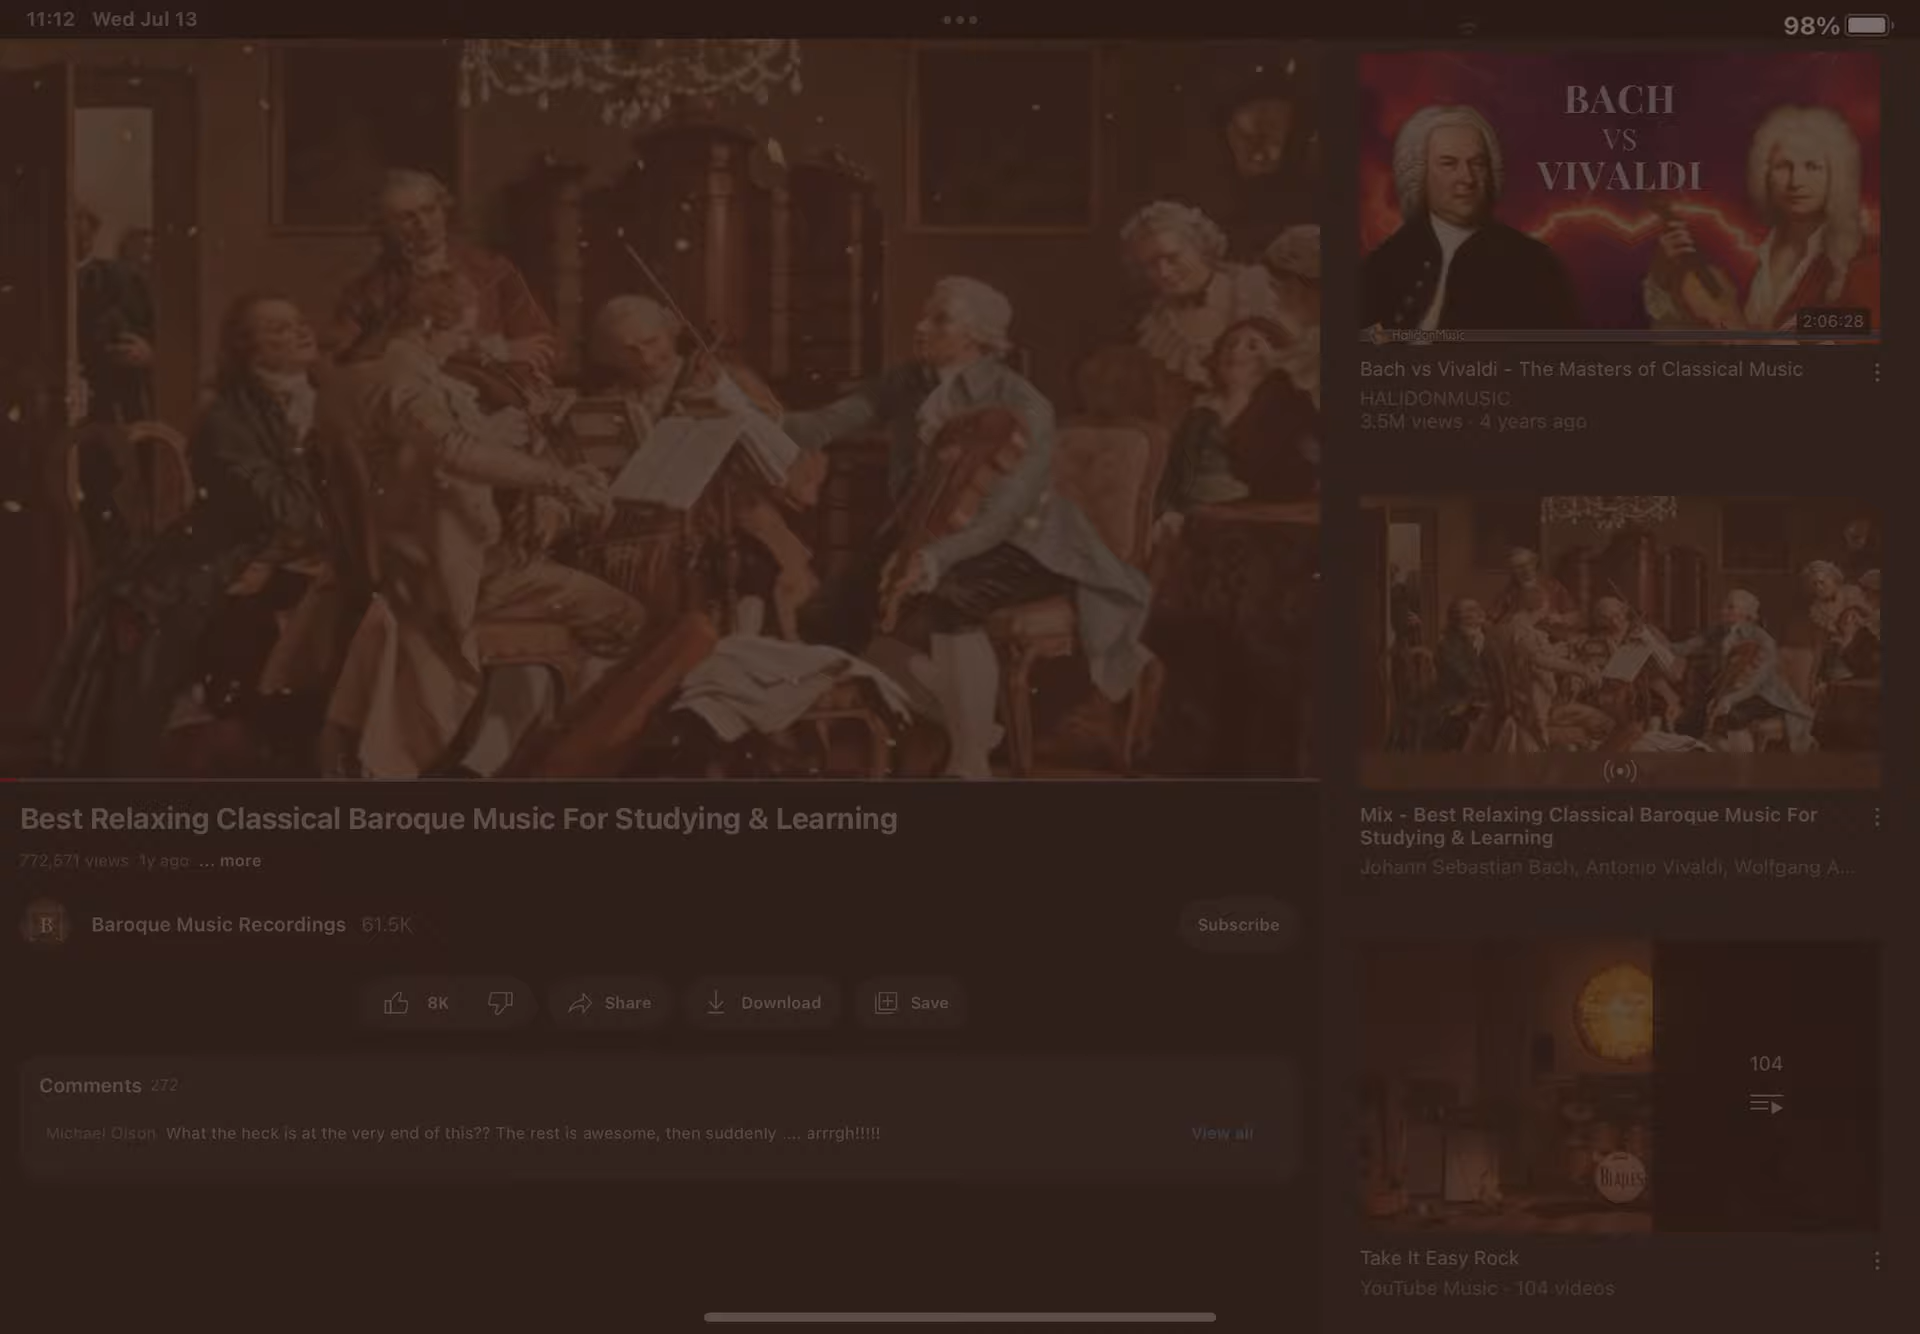 11:12 Wed Jul 13
98%
BACH
VS
VIVALDI
HalidonMusic
2:06:28
Bach vs Vivaldi - The Masters of Classical Music
HALIDONMUSIC
3.5M views · 4 years ago
Best Relaxing Classical Baroque Music For Studying & Learning
772,671 views 1y ago ... more
B
Baroque Music Recordings 61.5K
Subscribe
8K
Share
Download
Save
Comments 272
Michael Olson What the heck is at the very end of this?? The rest is awesome, then suddenly .... arrrgh!!!!!
View all
Mix - Best Relaxing Classical Baroque Music For
Studying & Learning
Johann Sebastian Bach, Antonio Vivaldi, Wolfgang A...
104
BEATLES
Take It Easy Rock
YouTube Music · 104 videos